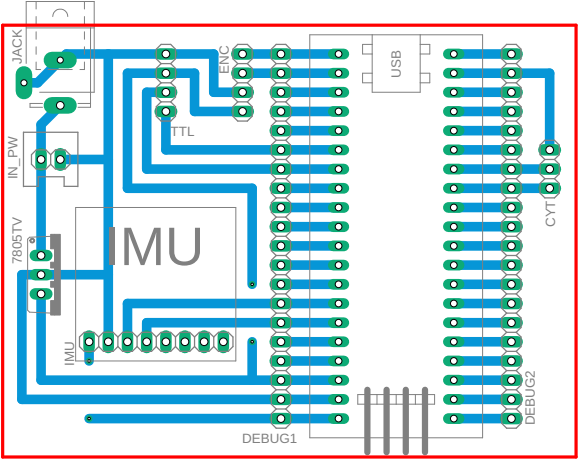 JACK
ENC
USB
TTL
IN_PW
CYT
7805TV
IMU
IMU
DEBUG2
DEBUG1